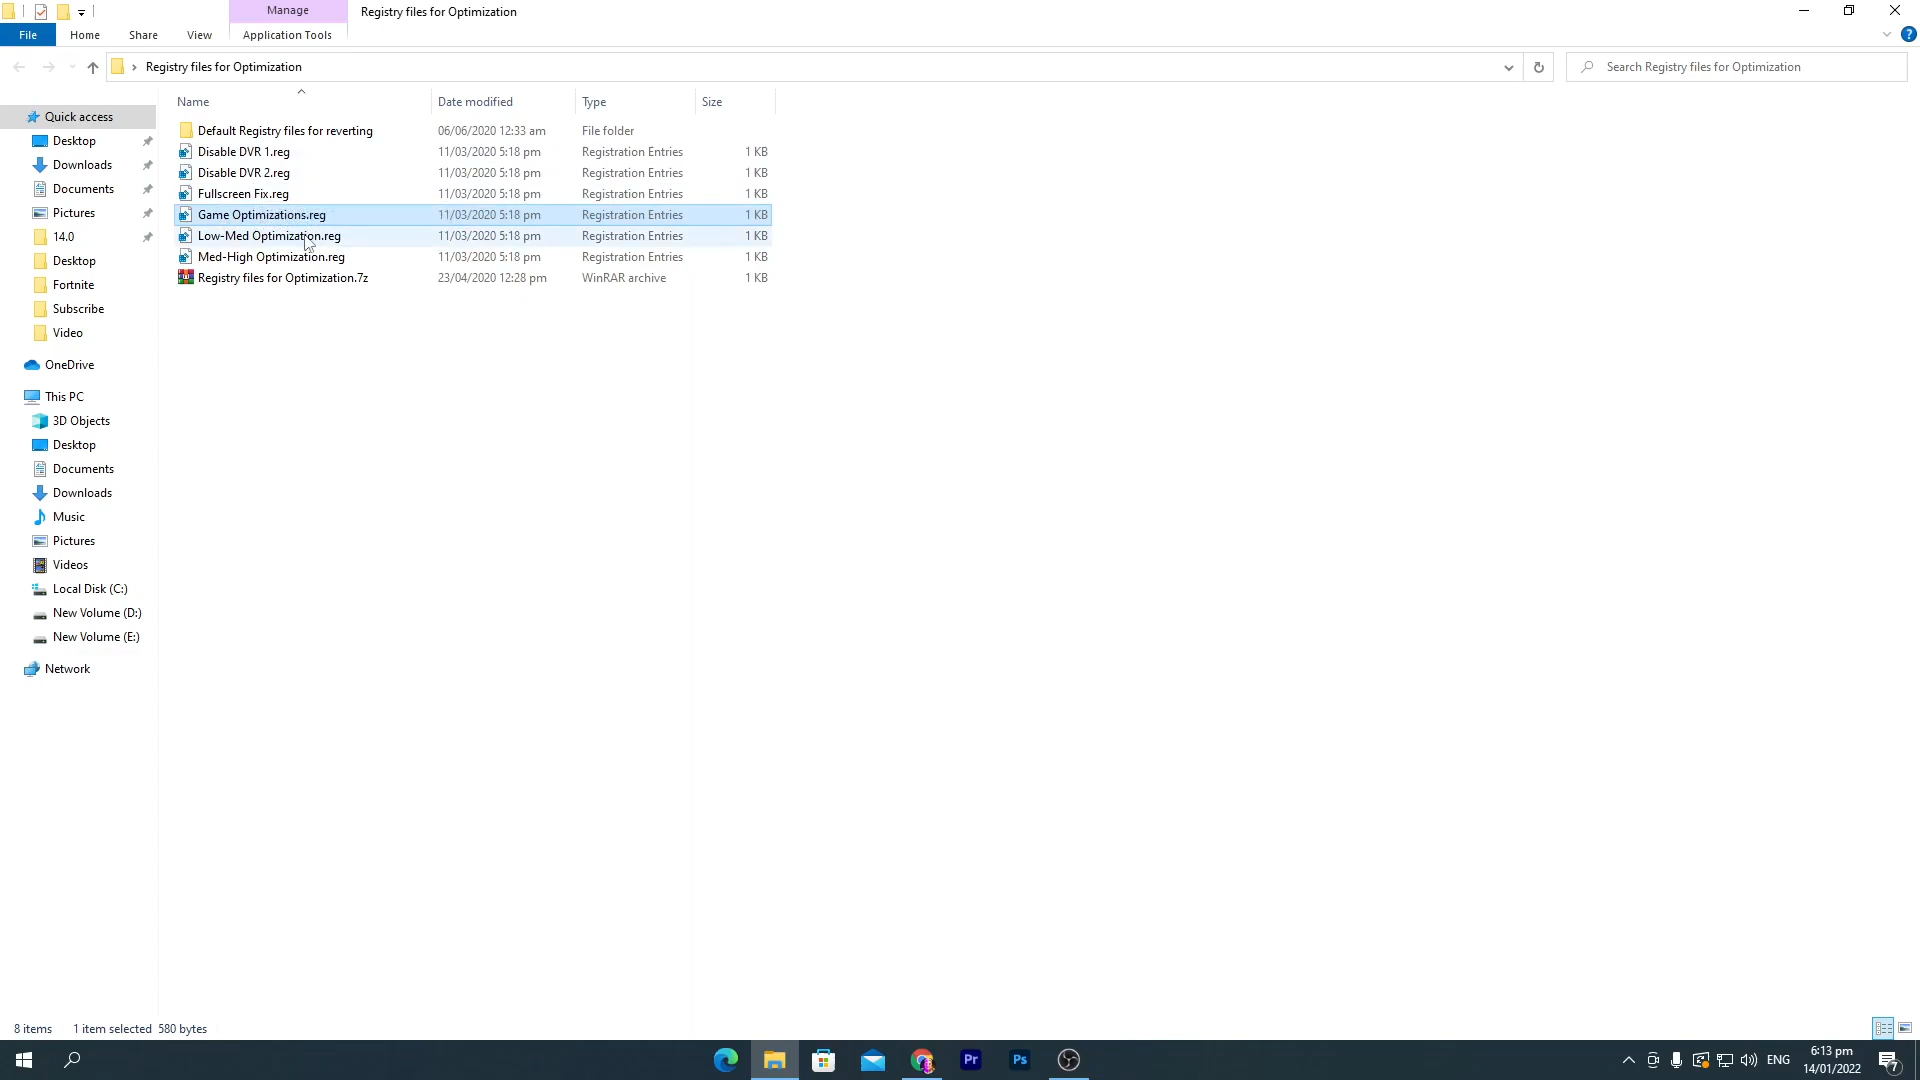 Manage
Registry files for Optimization
File
Home
Share
View
Application Tools
?
Registry files for Optimization
Search Registry files for Optimization
Name
Date modified
Type
Size
Default Registry files for reverting 06/06/2020 12:33 am File folder
Disable DVR 1.reg 11/03/2020 5:18 pm Registration Entries 1 KB
Disable DVR 2.reg 11/03/2020 5:18 pm Registration Entries 1 KB
Fullscreen Fix.reg 11/03/2020 5:18 pm Registration Entries 1 KB
Game Optimizations.reg 11/03/2020 5:18 pm Registration Entries 1 KB
Low-Med Optimization.reg 11/03/2020 5:18 pm Registration Entries 1 KB
Med-High Optimization.reg 11/03/2020 5:18 pm Registration Entries 1 KB
Registry files for Optimization.7z 23/04/2020 12:28 pm WinRAR archive 1 KB
Quick access
Desktop
Downloads
Documents
Pictures
14.0
Desktop
Fortnite
Subscribe
Video
OneDrive
This PC
3D Objects
Desktop
Documents
Downloads
Music
Pictures
Videos
Local Disk (C:)
New Volume (D:)
New Volume (E:)
Network
8 items
1 item selected 580 bytes
Pr
Ps
ENG
6:13 pm
14/01/2022
7